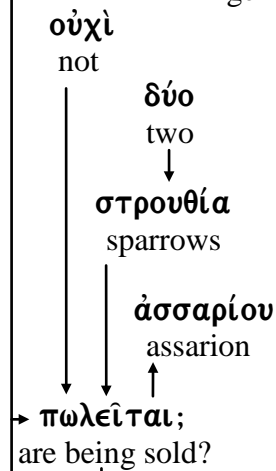 οὐχὶ
not
δύο
two
στρουθία
sparrows
ἀσσαρίου
assarion
πωλεῖται;
are being sold?